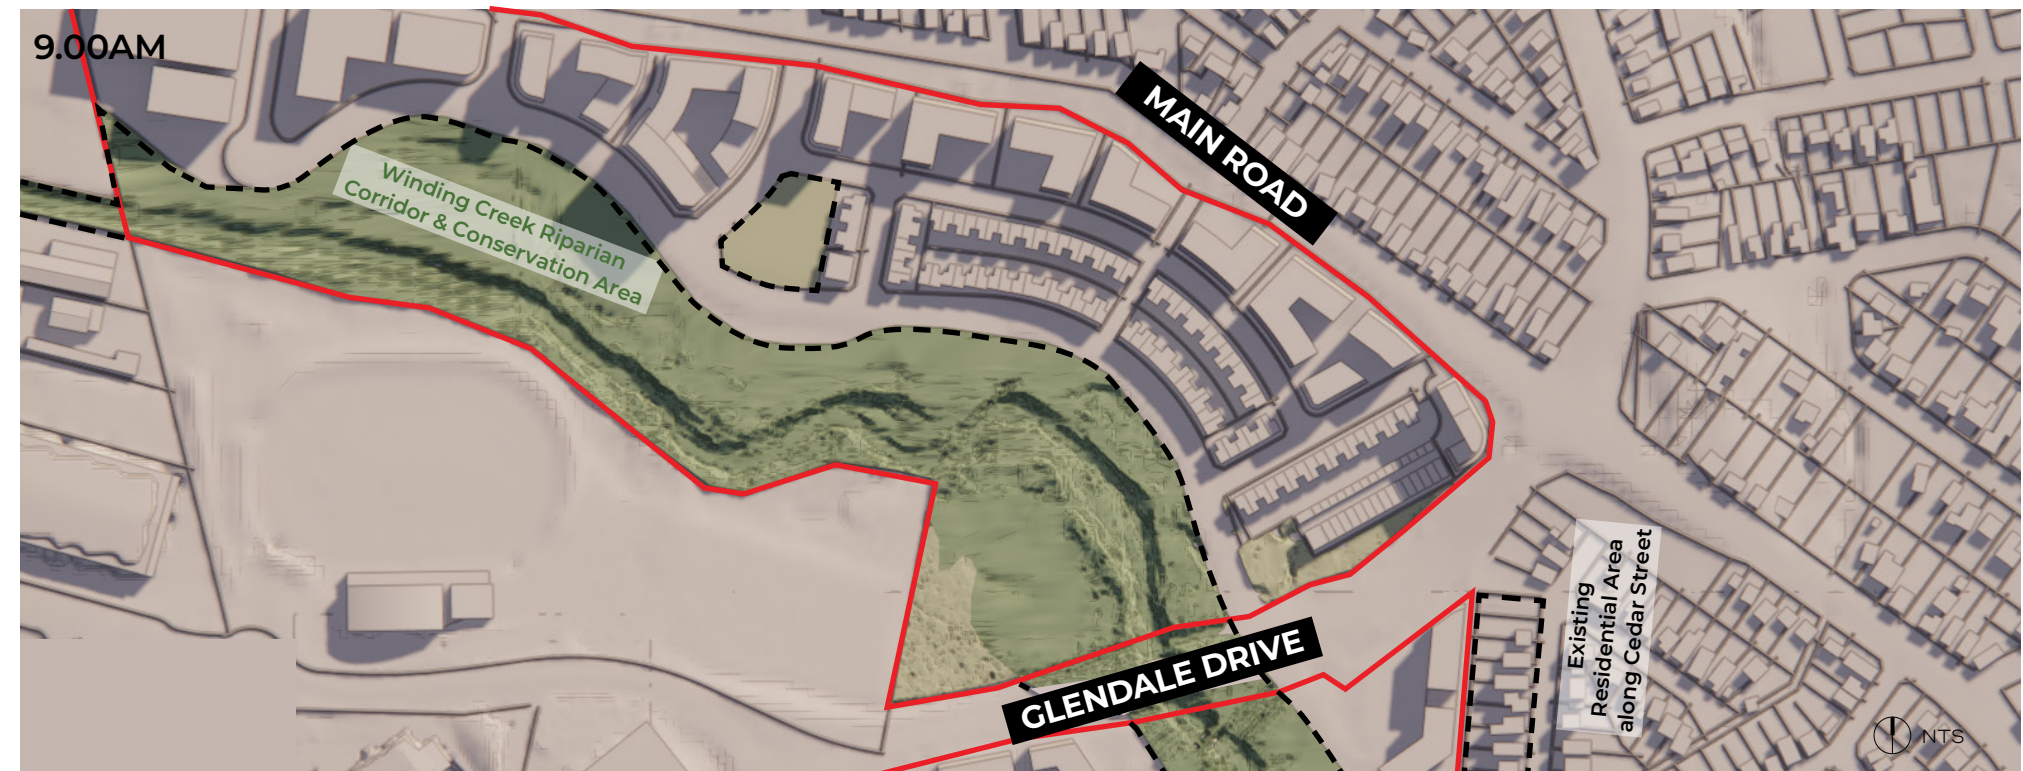 9.00AM
MAIN ROAD
Winding Creek Riparian
Corridor & Conservation Area
Existing
Residential Area
along Cedar Street
GLENDALE DRIVE
NTS